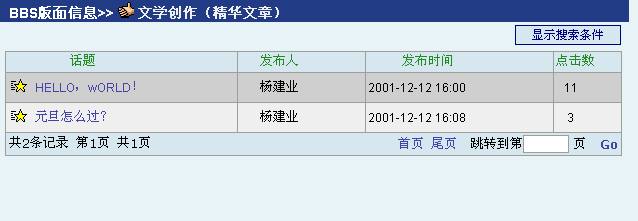 BBS版面信息>> 文学创作（精华文章）
显示搜索条件
话题 发布人 发布时间 点击数
HELLO，wORLD！ 杨建业 2001-12-12 16:00 11
元旦怎么过? 杨建业 2001-12-12 16:08 3
共2条记录 第1页 共1页 首页 尾页 跳转到第 页 Go